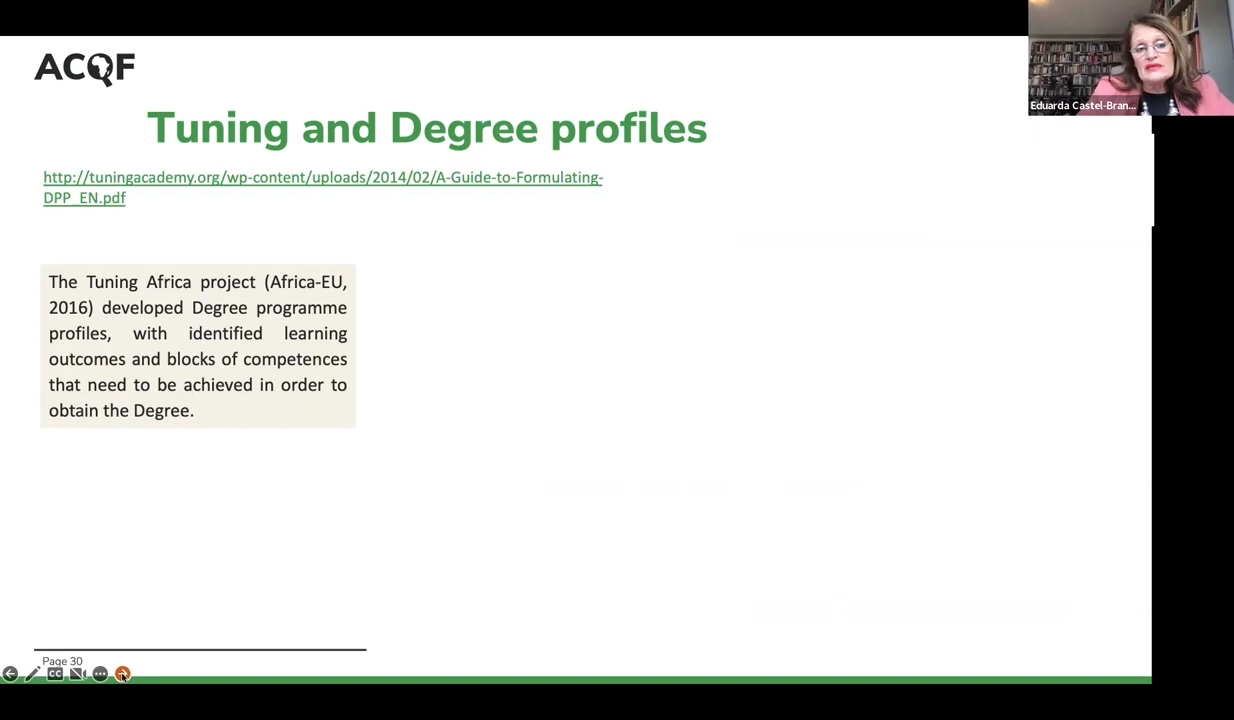 ACQF
Eduarda Castel-Bran...
Tuning and Degree profiles
http://tuningacademy.org/wp-content/uploads/2014/02/A-Guide-to-Formulating-
DPP_EN.pdf
The Tuning Africa project (Africa-EU,
2016) developed Degree programme
profiles, with identified learning
outcomes and blocks of competences
that need to be achieved in order to
obtain the Degree.
Page 30
CC